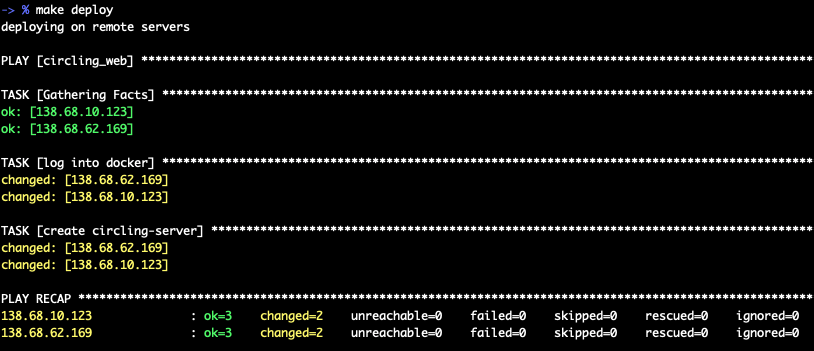 -> % make deploy
deploying on remote servers
PLAY [circling_web] ***********************************************************************************************
TASK [Gathering Facts] ********************************************************************************************
ok: [138.68.10.123]
ok: [138.68.62.169]
TASK [log into docker] ********************************************************************************************
changed: [138.68.62.169]
changed: [138.68.10.123]
TASK [create circling-server] *************************************************************************************
changed: [138.68.62.169]
changed: [138.68.10.123]
PLAY RECAP ********************************************************************************************************
138.68.10.123 : ok=3 changed=2 unreachable=0 failed=0 skipped=0 rescued=0 ignored=0
138.68.62.169 : ok=3 changed=2 unreachable=0 failed=0 skipped=0 rescued=0 ignored=0